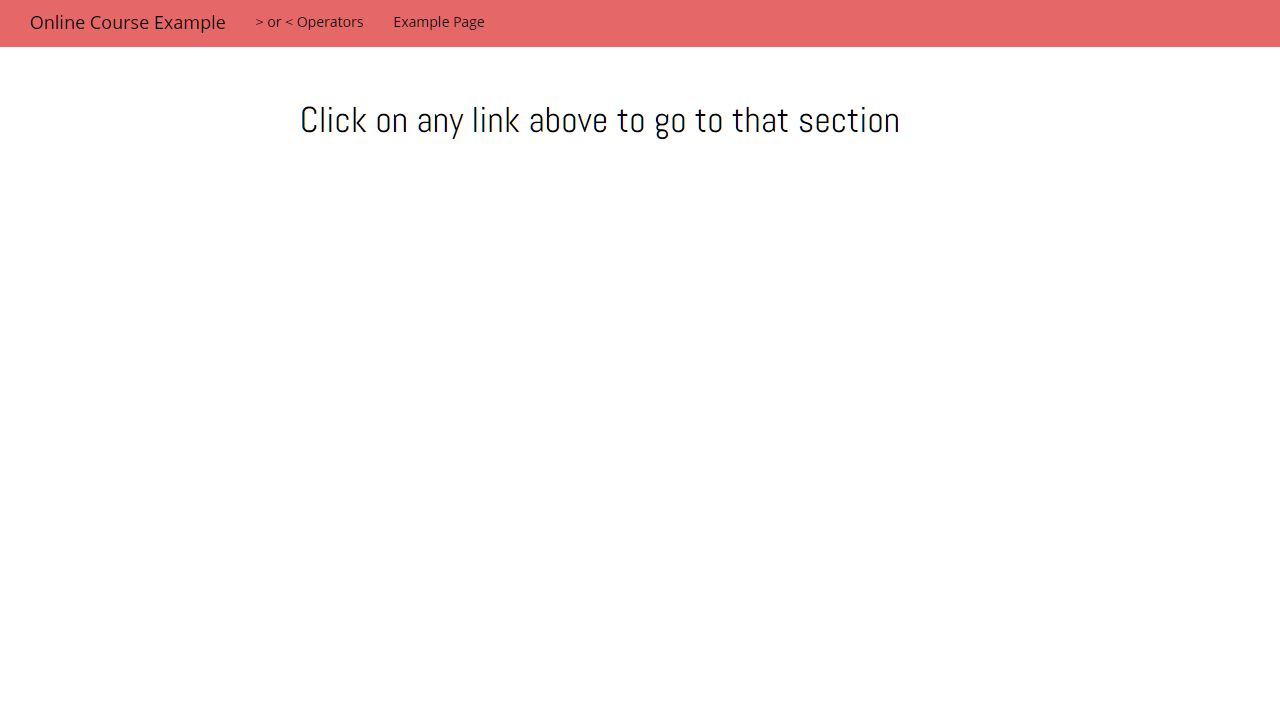 Online Course Example > or < Operators Example Page
Click on any link above to go to that section